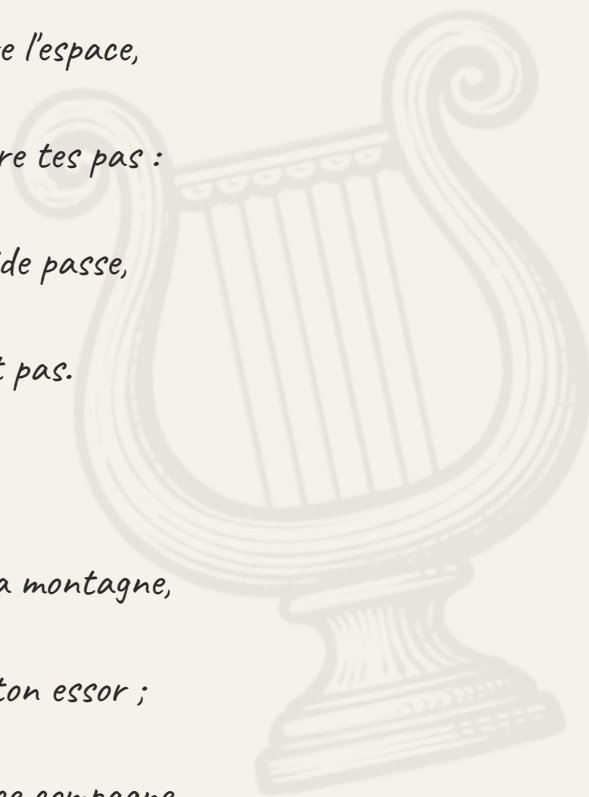 e l'espace,
re tes pas :
ide passe,
t pas.
a montagne,
ton essor ;